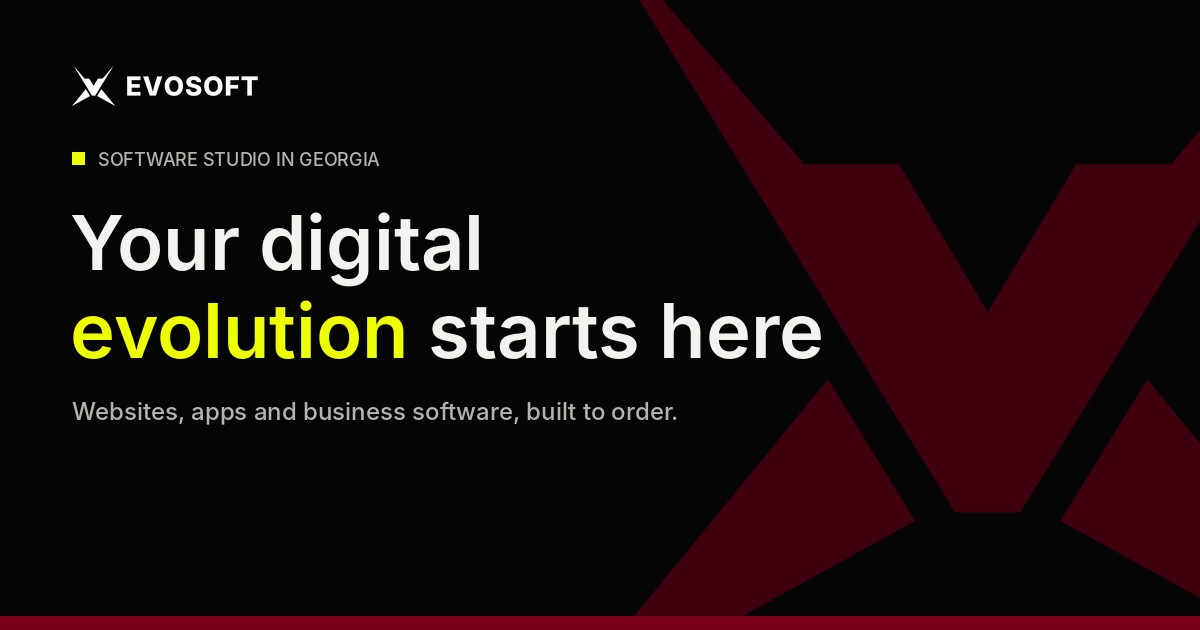 EVOSOFT
SOFTWARE STUDIO IN GEORGIA
Your digital
evolution starts here
Websites, apps and business software, built to order.